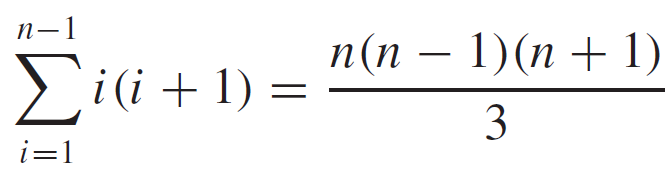 n−1
∑ i(i + 1) = n(n − 1)(n + 1)
3
i=1